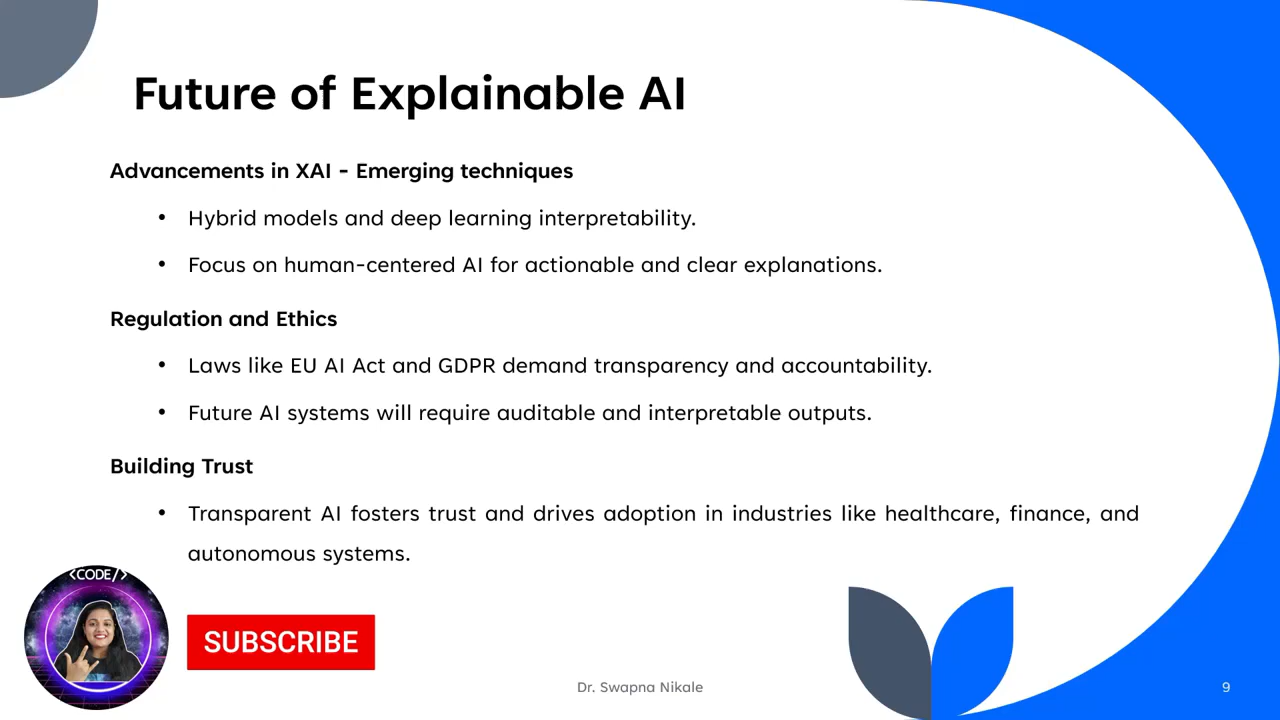 Future of Explainable AI
Advancements in XAI - Emerging techniques
• Hybrid models and deep learning interpretability.
• Focus on human-centered AI for actionable and clear explanations.
Regulation and Ethics
• Laws like EU AI Act and GDPR demand transparency and accountability.
• Future AI systems will require auditable and interpretable outputs.
Building Trust
• Transparent AI fosters trust and drives adoption in industries like healthcare, finance, and
autonomous systems.
<CODE/>
SUBSCRIBE
Dr. Swapna Nikale
9